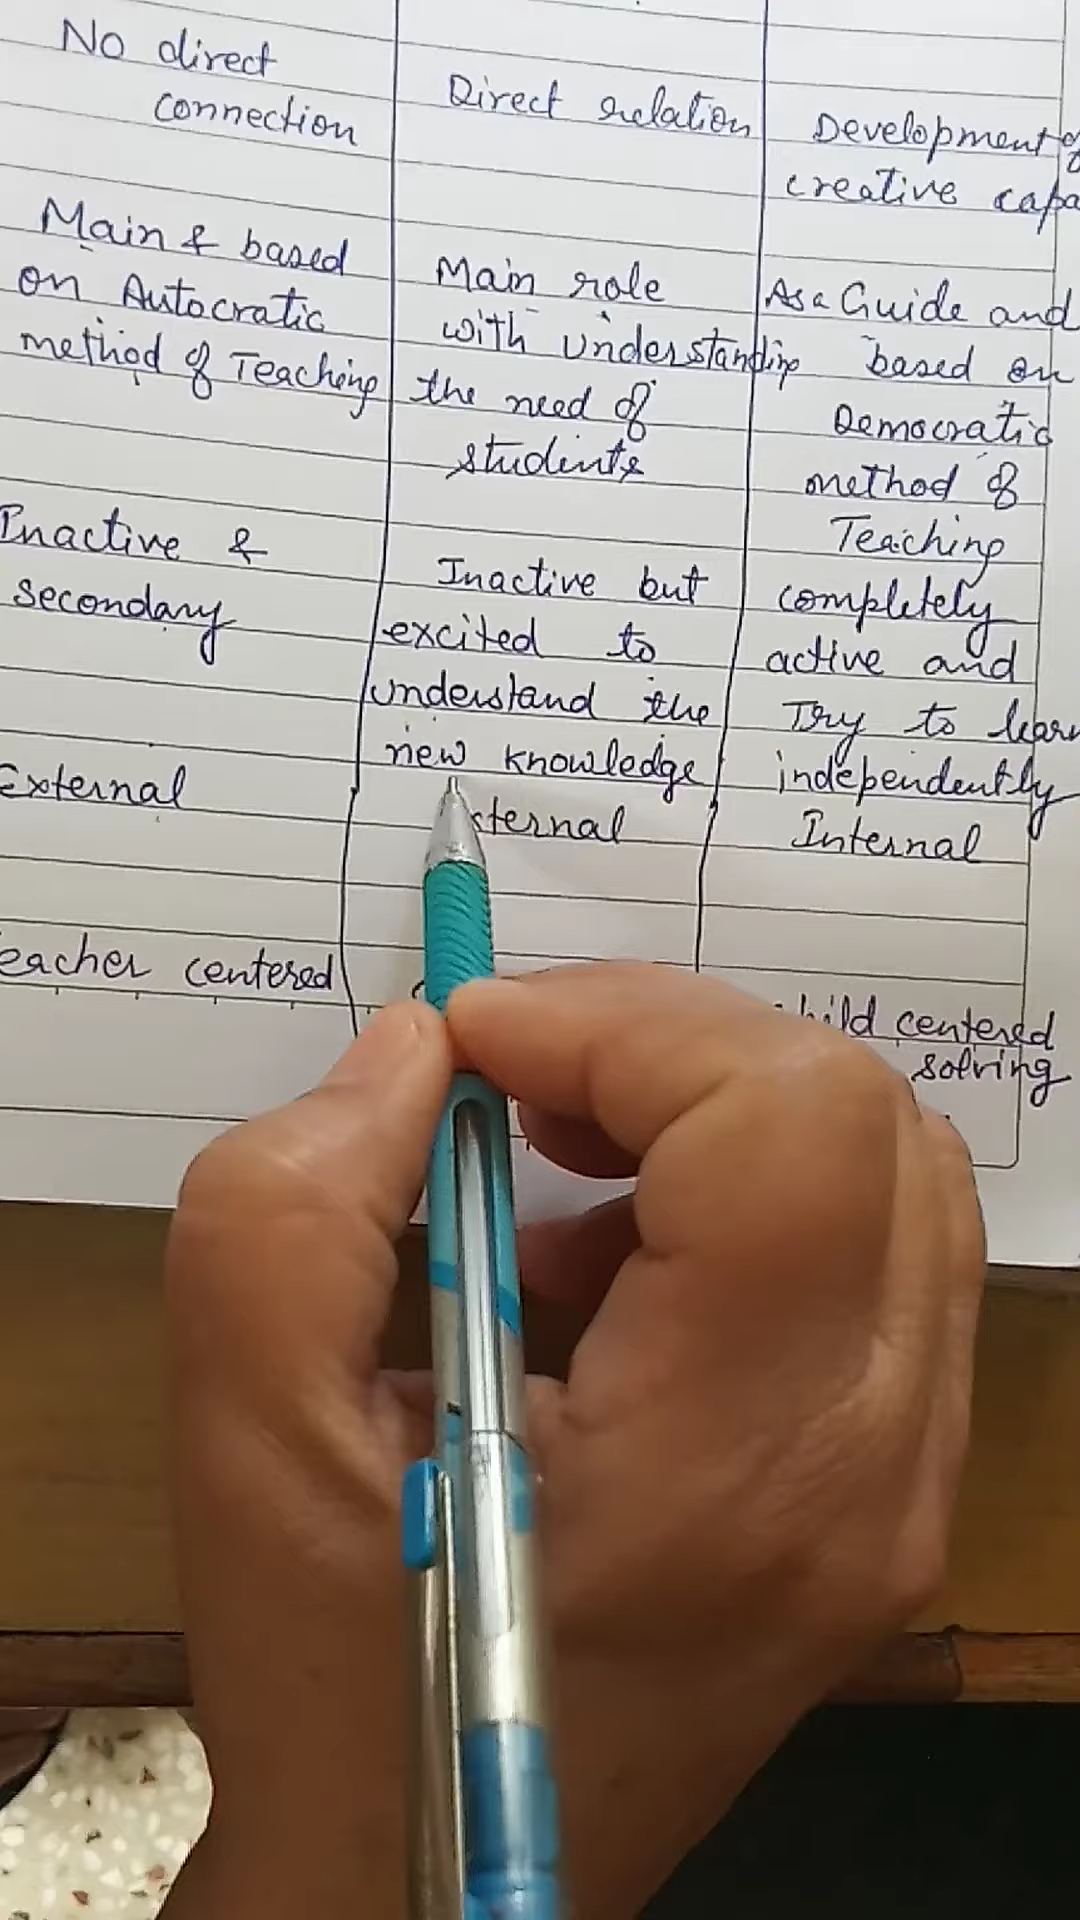 No direct
connection
Main & based
on Autocratic
method of Teaching
Inactive &
secondary
External
centered
Direct relation
Main role
with understanding
the need of
students
Inactive but
excited to
understand the
new knowledge
Development of
creative
As a Guide and
based on
Democratic
method of
Teaching
completely
active and
Try to learn
independently
Internal
centered
solving